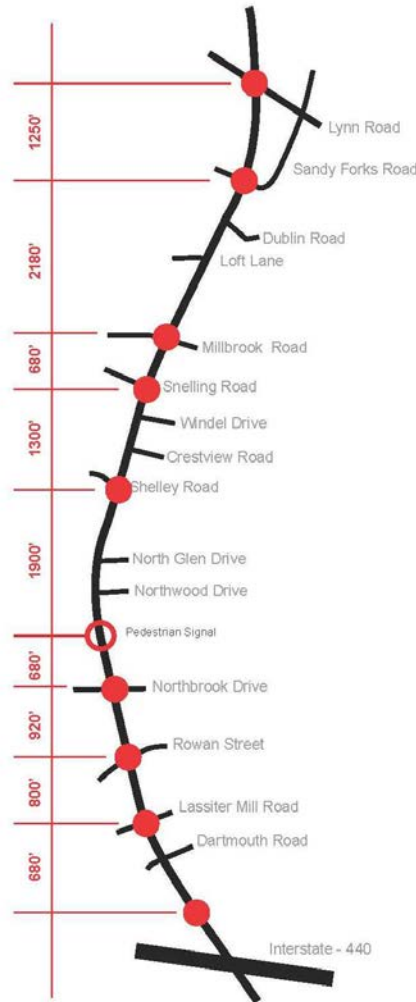 1250'
Lynn Road
Sandy Forks Road
2180'
Dublin Road
Loft Lane
680'
Millbrook Road
Snelling Road
1300'
Windel Drive
Crestview Road
Shelley Road
1900'
North Glen Drive
Northwood Drive
Pedestrian Signal
680'
Northbrook Drive
920'
Rowan Street
800'
Lassiter Mill Road
Dartmouth Road
680'
Interstate - 440